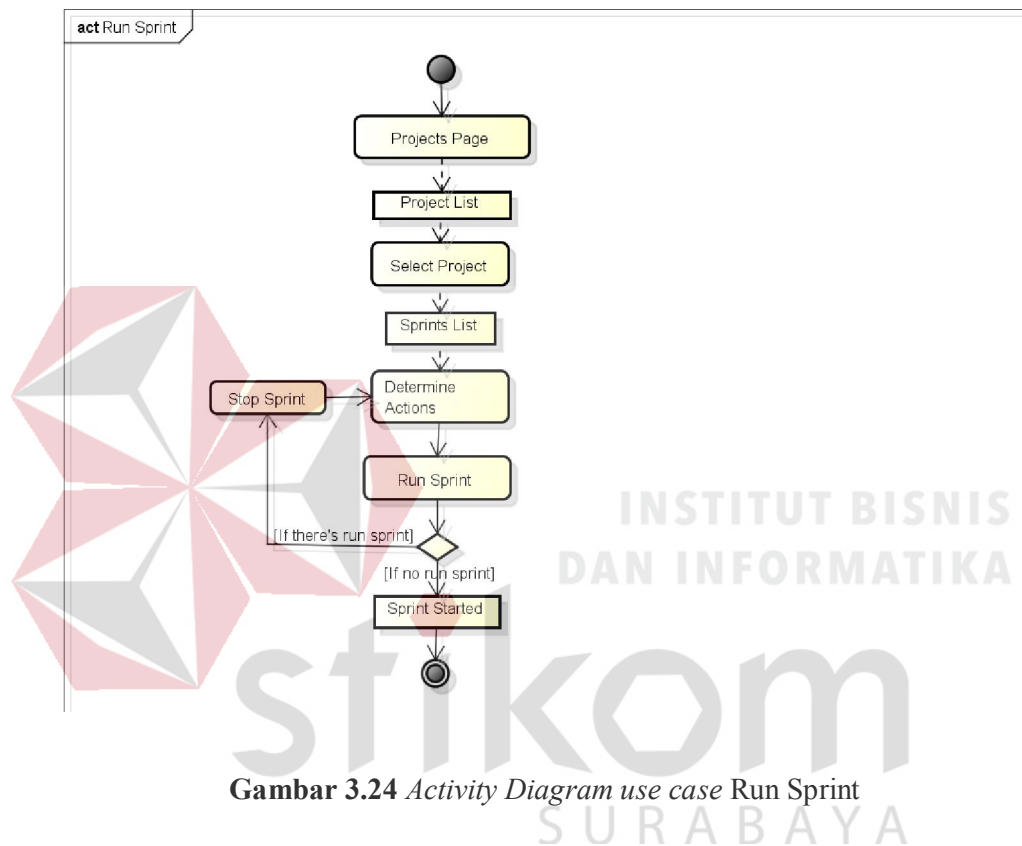 act Run Sprint
Projects Page
Project List
Select Project
Sprints List
Stop Sprint
Determine
Actions
Run Sprint
[If there's run sprint]
[If no run sprint]
Sprint Started
INSTITUT BISNIS
DAN INFORMATIKA
stikom
SURABAYA
Gambar 3.24 Activity Diagram use case Run Sprint